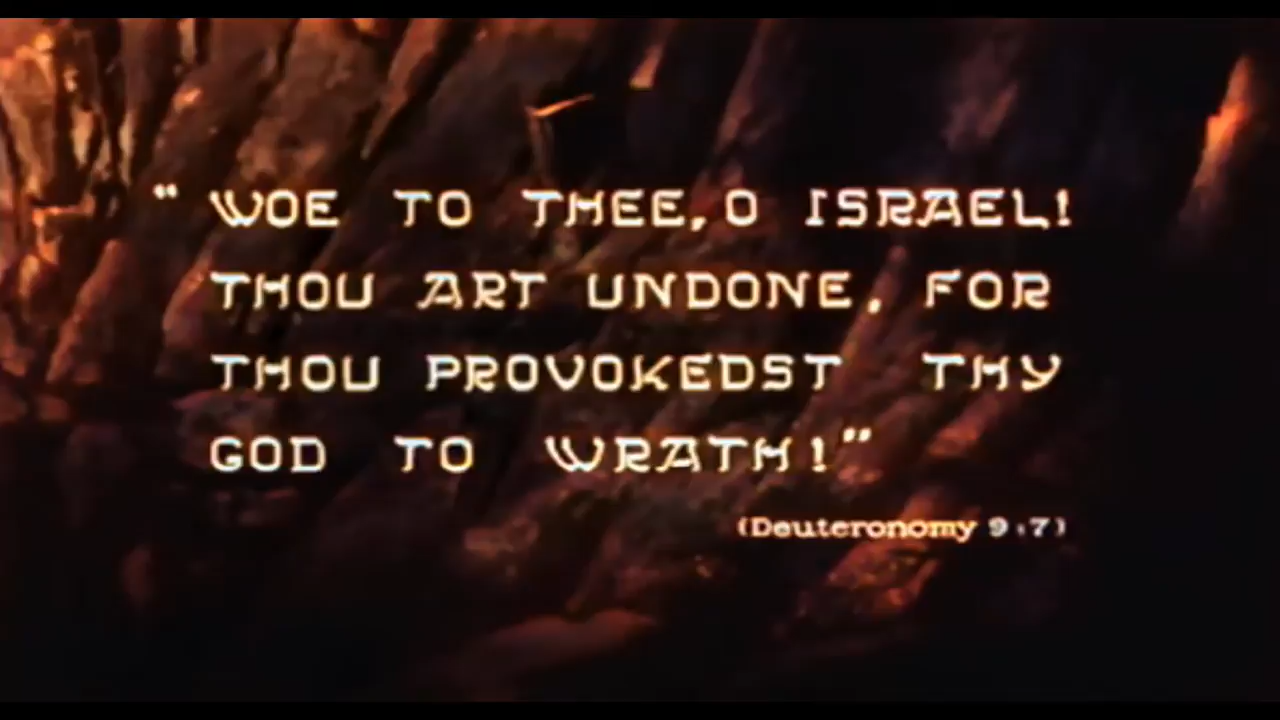 "WOE TO THEE, O ISRAEL!
THOU ART UNDONE, FOR
THOU PROVOKEDST THY
GOD TO WRATH!"
(Deuteronomy 9:7)